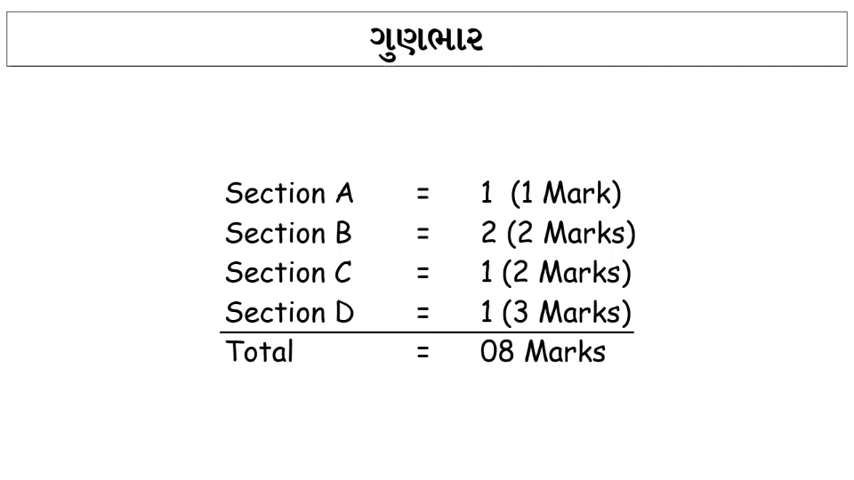 ગુણભાર
Section A = 1 (1 Mark)
Section B = 2 (2 Marks)
Section C = 1 (2 Marks)
Section D = 1 (3 Marks)
Total = 08 Marks